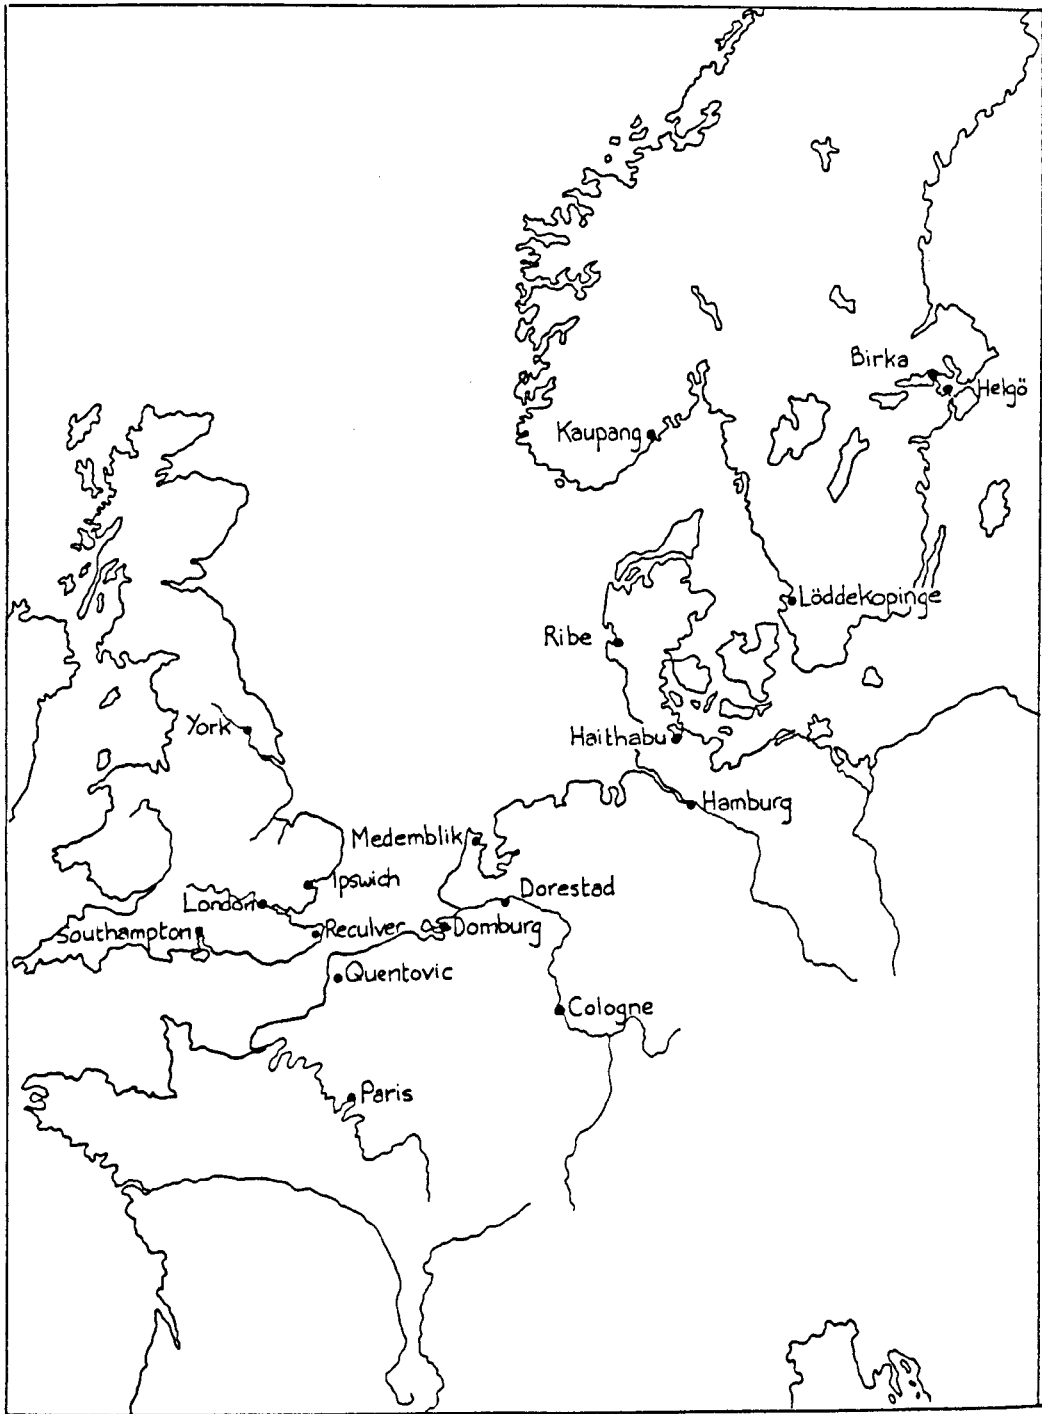 Birka
Helgö
Kaupang
Löddekopinge
Ribe
York
Haithabu
Hamburg
Medemblik
Ipswich
Dorestad
London
Southampton
Reculver
Domburg
Quentovic
Cologne
Paris